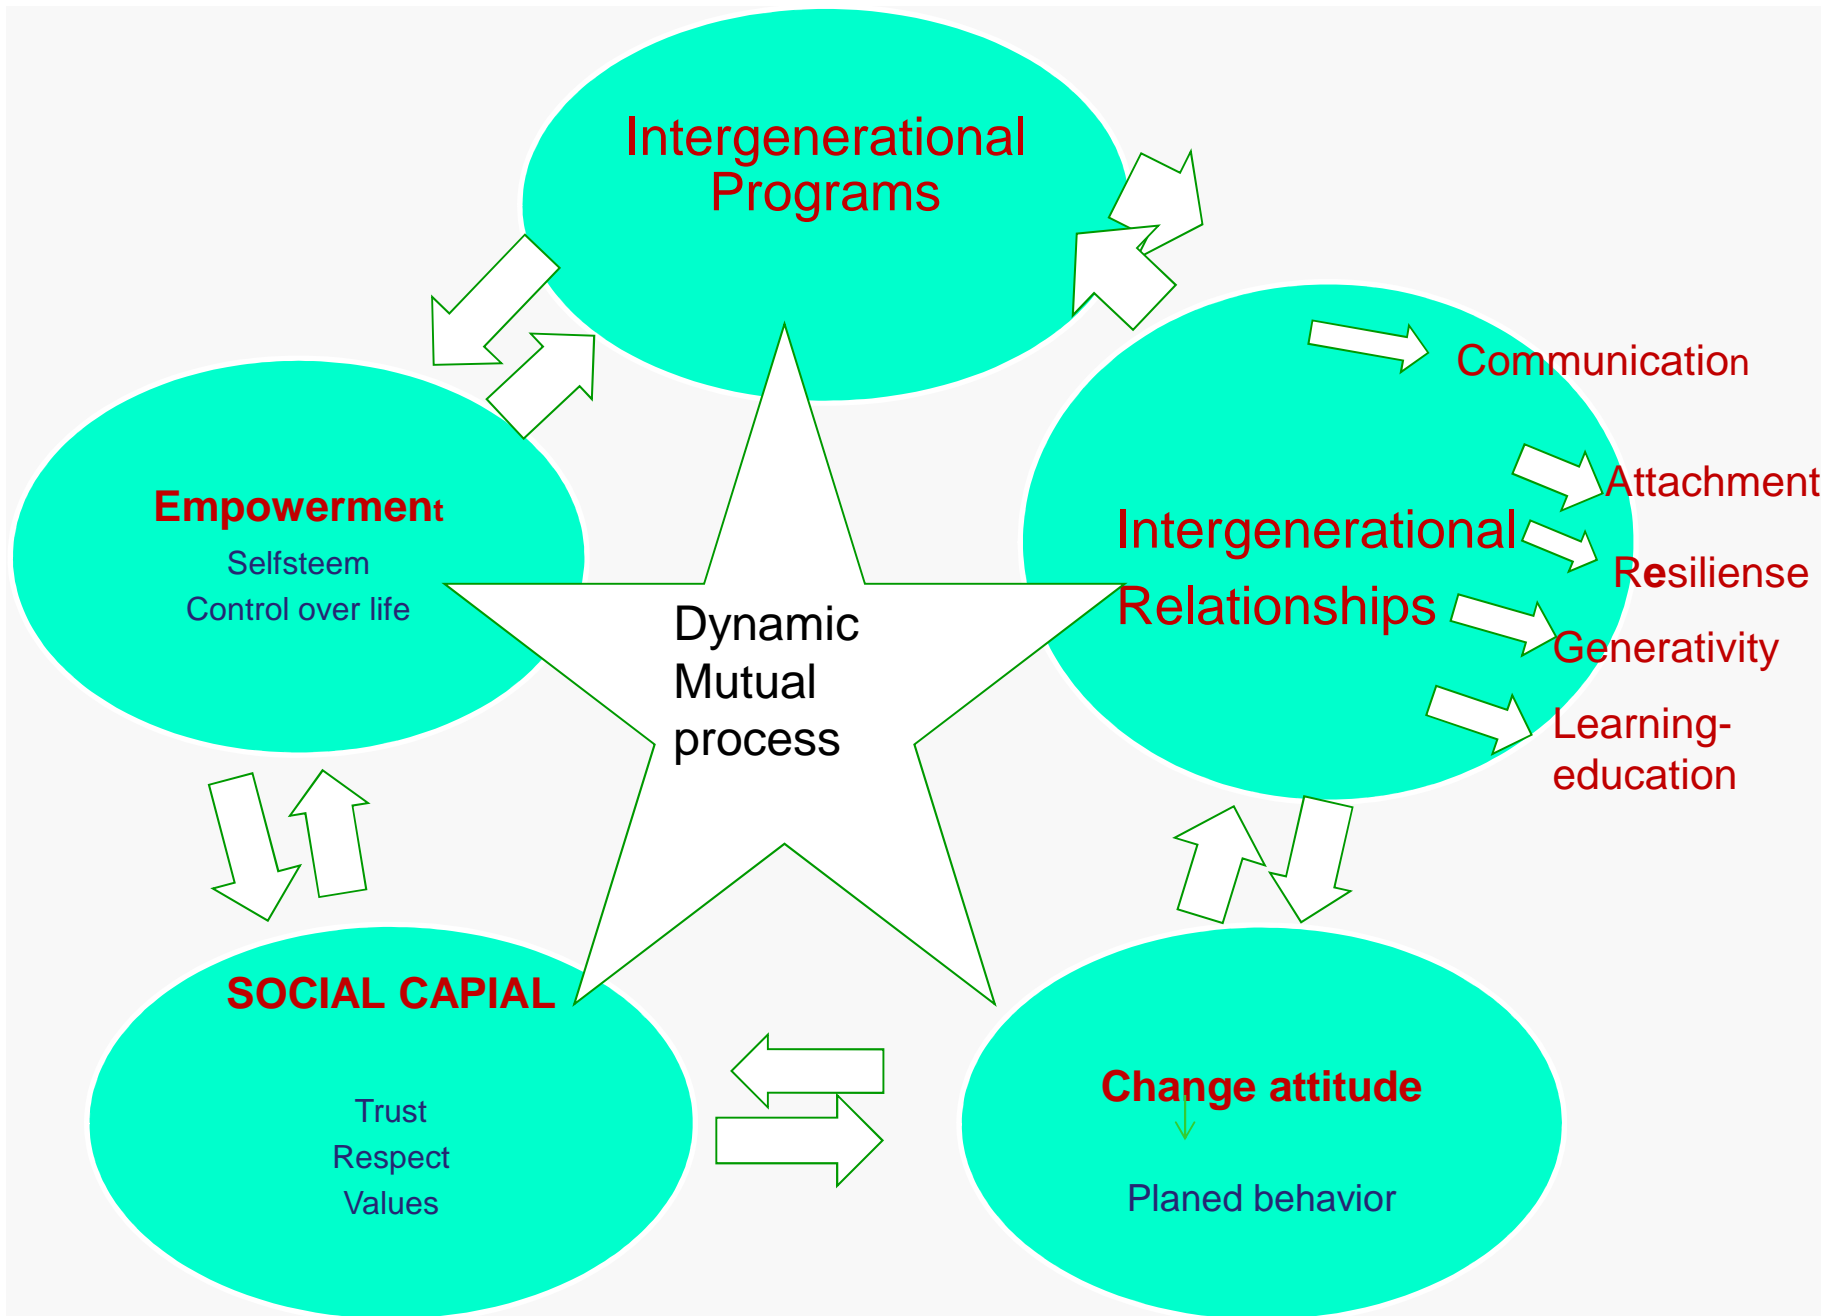 Intergenerational
Programs
Communication
Attachment
Intergenerational
Relationships
Resiliense
Generativity
Learning-
education
Empowerment
Selfsteem
Control over life
Dynamic
Mutual
process
SOCIAL CAPIAL
Trust
Respect
Values
Change attitude
Planed behavior